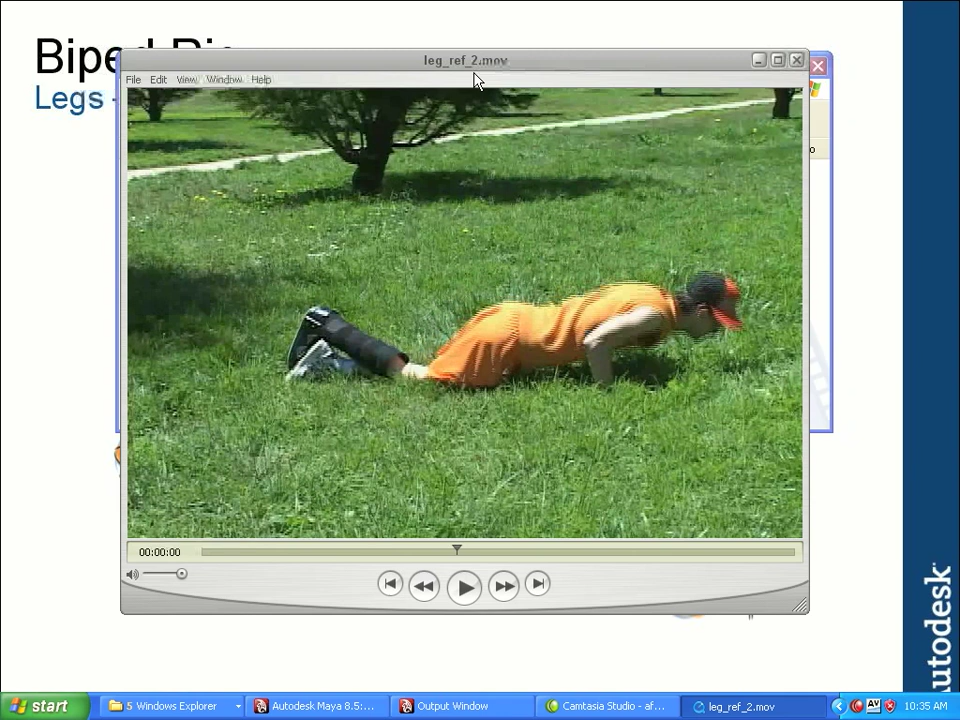 Biped Rig
Legs -
leg_ref_2.mov
File Edit View Window Help
o
00:00:00
Autodesk
start
5 Windows Explorer
Autodesk Maya 8.5:...
Output Window
Camtasia Studio - af...
leg_ref_2.mov
AV
10:35 AM